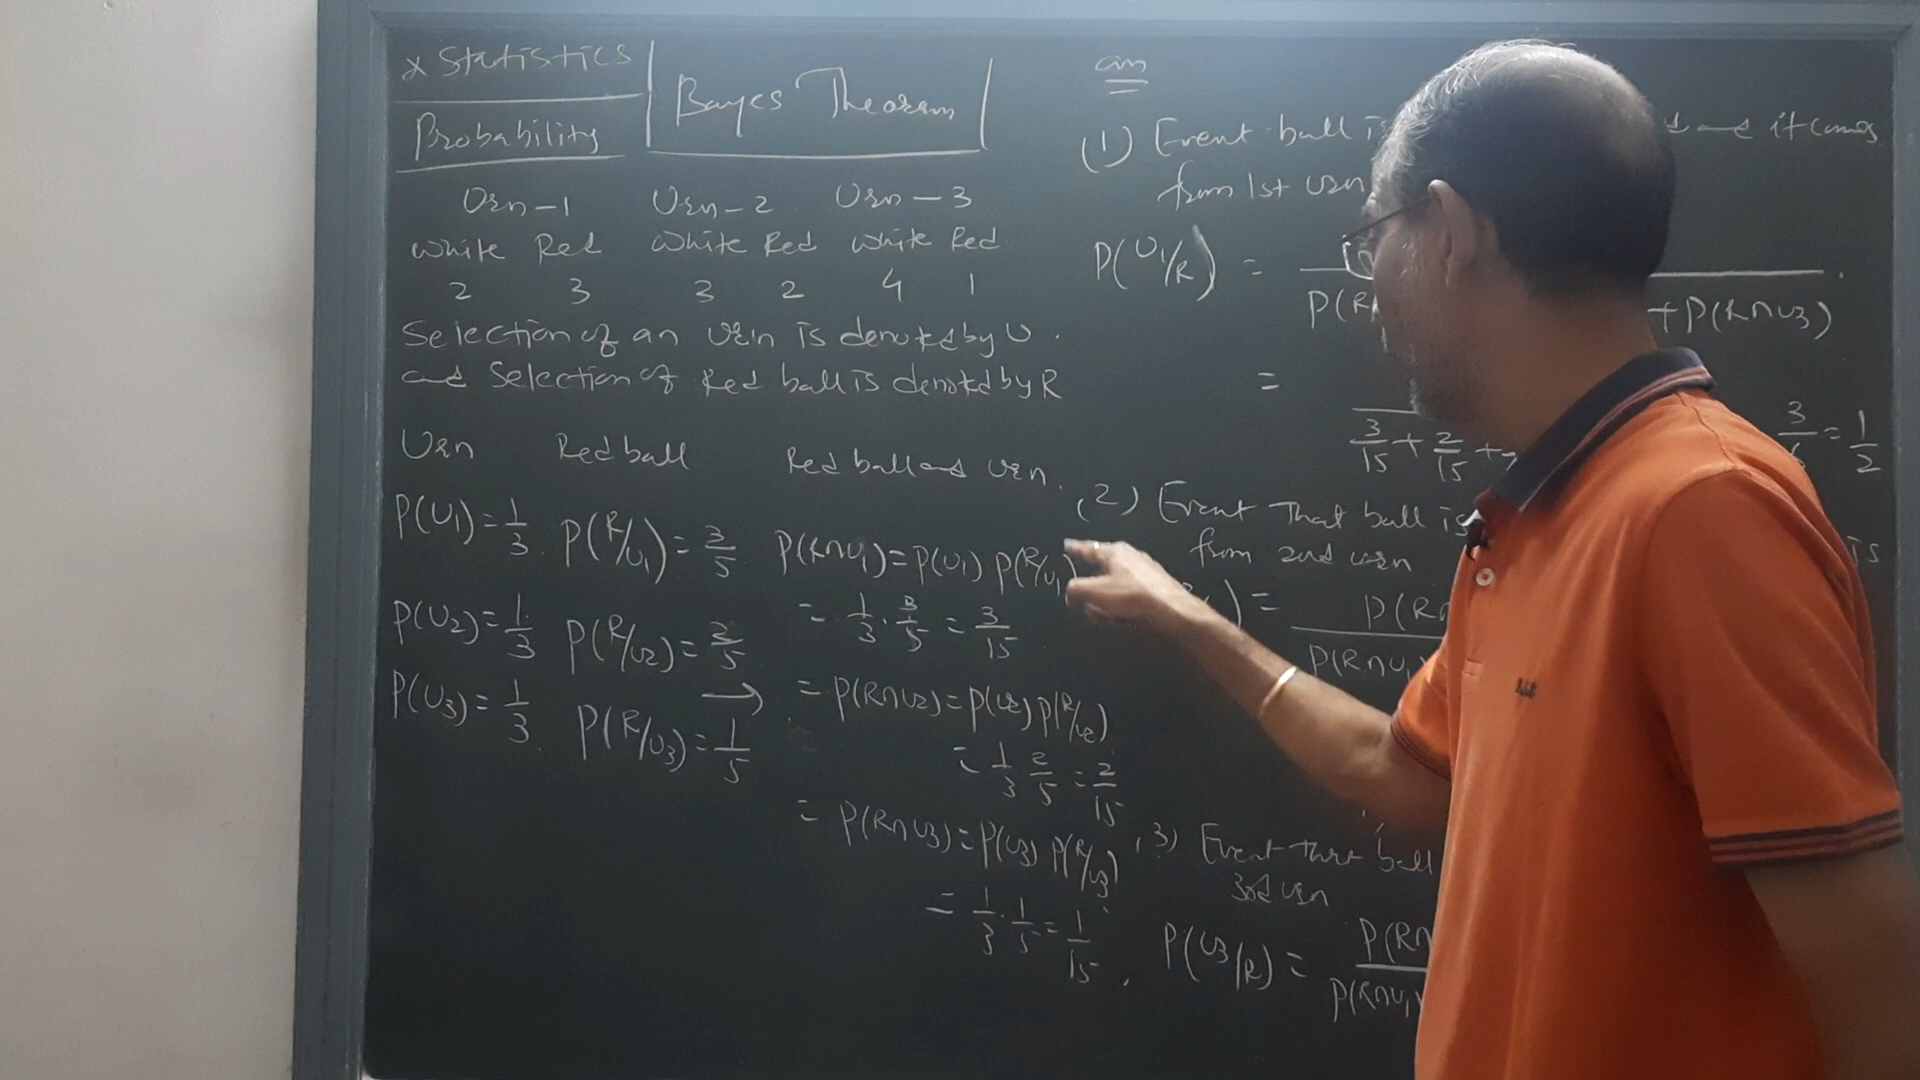 x Statistics
Probability
Bayes Theorem
Urn-1 Urn-2 Urn-3
White Red White Red White Red
2 3 3 2 4 1
Selection of an Urn is denoted by U.
and Selection of Red ball is denoted by R
Urn Red ball Red ball and Urn.
P(U1)=1/3 P(R/U1)=3/5 P(R∩U1)=P(U1) P(R/U1)
= 1/3 . 3/5 = 3/15
P(U2)=1/3 P(R/U2)=2/5
→ = P(R∩U2)=P(U2) P(R/U2)
= 1/3 2/5 = 2/15
P(U3)=1/3 P(R/U3)=1/5
= P(R∩U3)=P(U3) P(R/U3)
= 1/3 . 1/5 = 1/15
(1) Event ball is and it comes
from 1st urn
P(U1/R) =
P(R +P(R∩U3)
=
3/15 + 2/15 + = 1/2
(2) Event That ball is is
from 2nd urn
) = P(R
P(R∩U1
(3) Event that ball
3rd urn
P(U3/R) = P(R∩
P(R∩U1